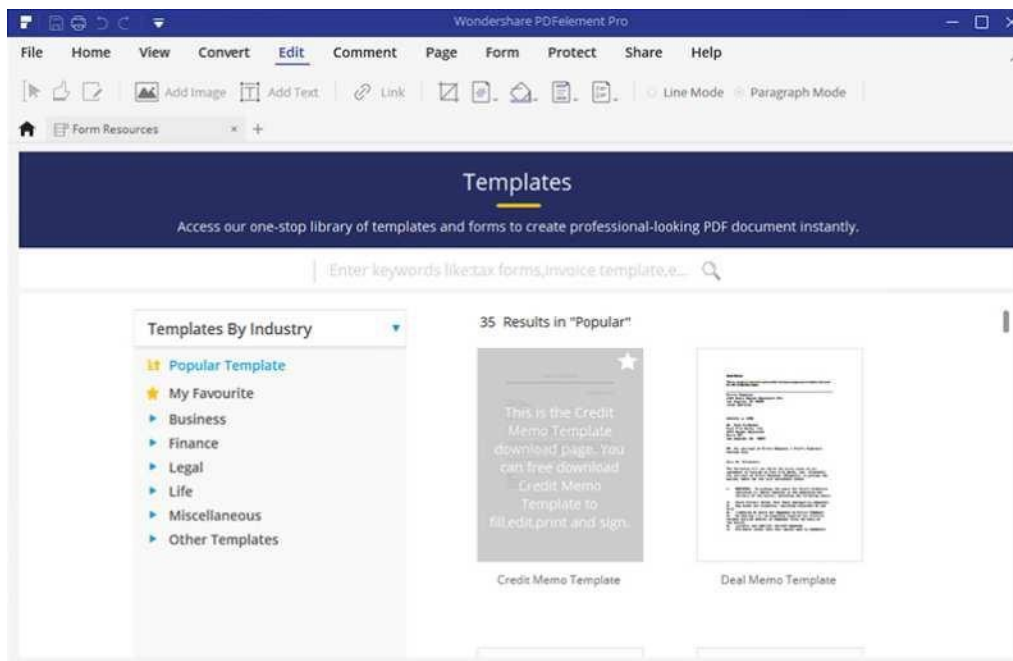 Wondershare PDFelement Pro
File Home View Convert Edit Comment Page Form Protect Share Help
Add Image Add Text Link Line Mode Paragraph Mode
Form Resources × +
Templates
Access our one-stop library of templates and forms to create professional-looking PDF document instantly.
Enter keywords like:tax forms,invoice template,e...
Templates By Industry
Popular Template
My Favourite
Business
Finance
Legal
Life
Miscellaneous
Other Templates
35 Results in "Popular"
This is the Credit
Memo Template
download page. You
can free download
Credit Memo
Template to
fill,edit,print and sign.
Credit Memo Template
Deal Memo Template